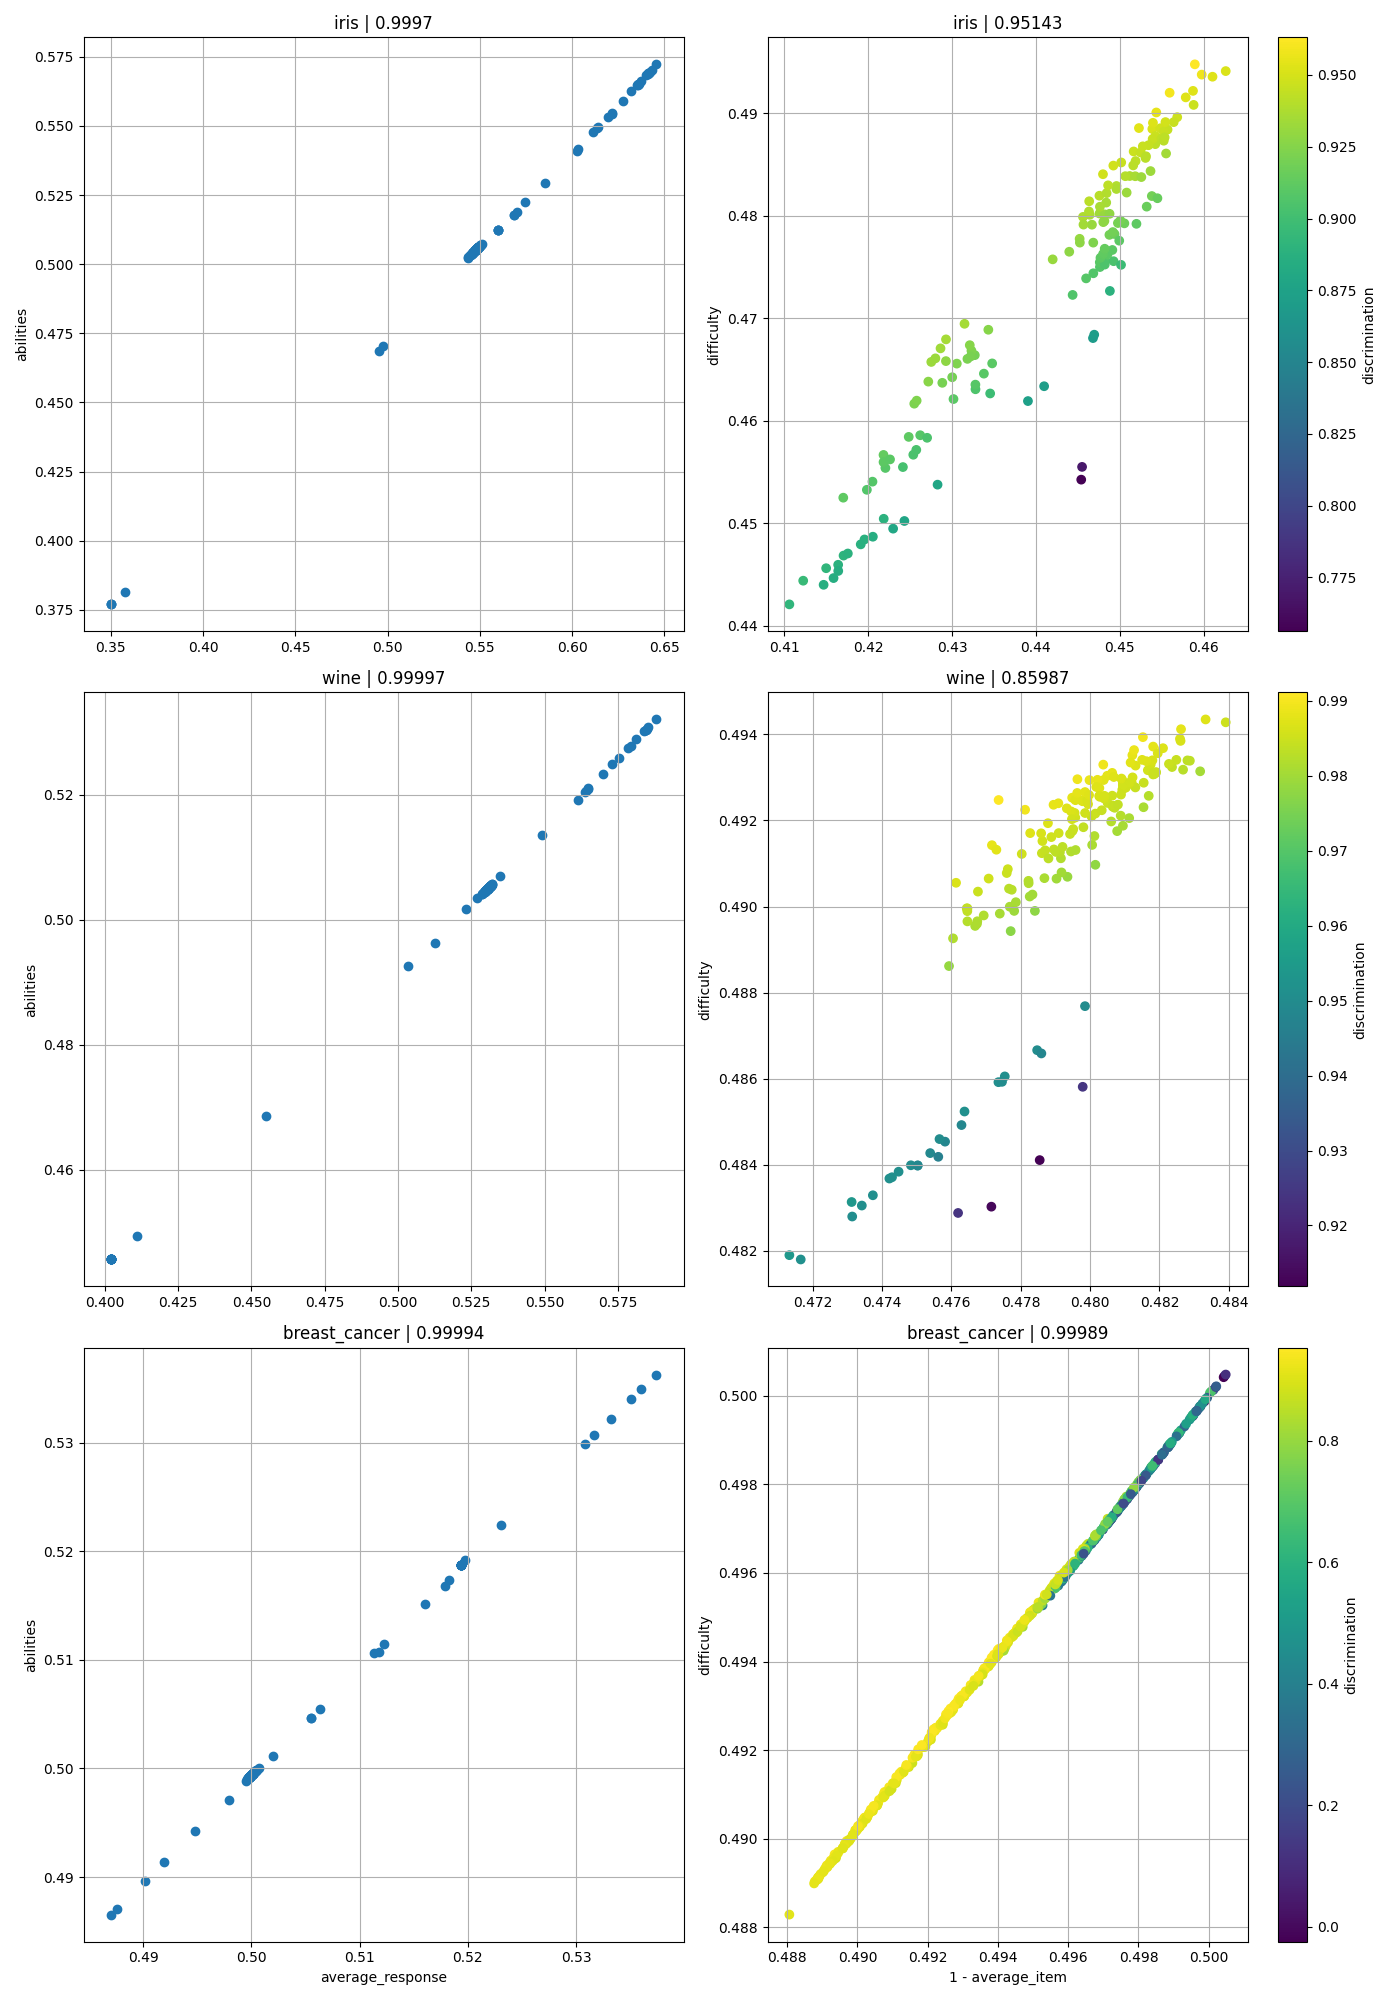 iris | 0.9997
iris | 0.95143
0.575
0.550
0.525
0.500
0.475
0.450
0.425
0.400
0.375
abilities
0.35 0.40 0.45 0.50 0.55 0.60 0.65
0.49
0.48
0.47
0.46
0.45
0.44
difficulty
0.41 0.42 0.43 0.44 0.45 0.46
0.950
0.925
0.900
0.875
0.850
0.825
0.800
0.775
discrimination
wine | 0.99997
wine | 0.85987
0.52
0.50
0.48
0.46
abilities
0.400 0.425 0.450 0.475 0.500 0.525 0.550 0.575
0.494
0.492
0.490
0.488
0.486
0.484
0.482
difficulty
0.472 0.474 0.476 0.478 0.480 0.482 0.484
0.99
0.98
0.97
0.96
0.95
0.94
0.93
0.92
discrimination
breast_cancer | 0.99994
breast_cancer | 0.99989
0.53
0.52
0.51
0.50
0.49
abilities
0.49 0.50 0.51 0.52 0.53
average_response
0.500
0.498
0.496
0.494
0.492
0.490
0.488
difficulty
0.488 0.490 0.492 0.494 0.496 0.498 0.500
1 - average_item
0.8
0.6
0.4
0.2
0.0
discrimination